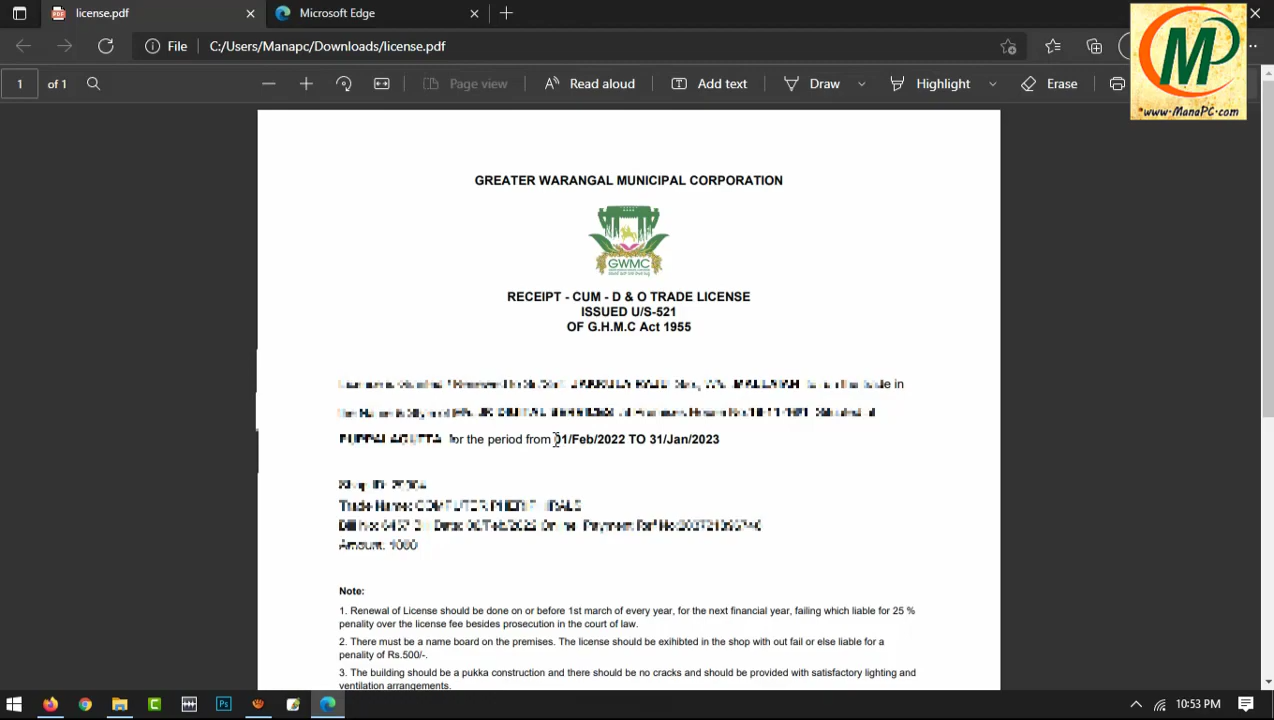 license.pdf
Microsoft Edge
File C:/Users/Manapc/Downloads/license.pdf
1 of 1
Page view
Read aloud
Add text
Draw
Highlight
Erase
MP
www.ManaPC.com
GREATER WARANGAL MUNICIPAL CORPORATION
GWMC
RECEIPT - CUM - D & O TRADE LICENSE
ISSUED U/S-521
OF G.H.M.C Act 1955
in
for the period from 01/Feb/2022 TO 31/Jan/2023
Note:
1. Renewal of License should be done on or before 1st march of every year, for the next financial year, failing which liable for 25 %
penality over the license fee besides prosecution in the court of law.
2. There must be a name board on the premises. The license should be exihibted in the shop with out fail or else liable for a
penality of Rs.500/-.
3. The building should be a pukka construction and there should be no cracks and should be provided with satisfactory lighting and
ventilation arrangements.
Ps
10:53 PM